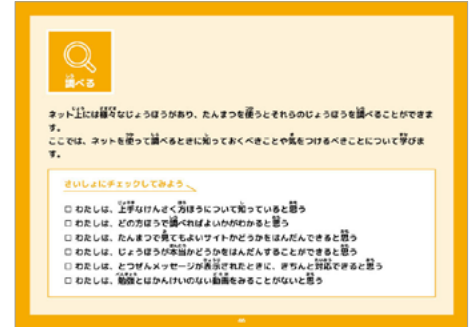 調べる
ネット上には様々なじょうほうがあり、たんまつを使うとそれらのじょうほうを調べることができま
す。
ここでは、ネットを使って調べるときに知っておくべきことや気をつけるべきことについて学びま
す。
さいしょにチェックしてみよう
□ わたしは、上手なけんさく方ほうについて知っていると思う
□ わたしは、どの方ほうで調べればよいかがわかると思う
□ わたしは、たんまつで見てもよいサイトかどうかをはんだんできると思う
□ わたしは、じょうほうが本当かどうかをはんだんすることができると思う
□ わたしは、とつぜんメッセージが表示されたときに、きちんと対応できると思う
□ わたしは、勉強とはかんけいのない動画をみることがないと思う